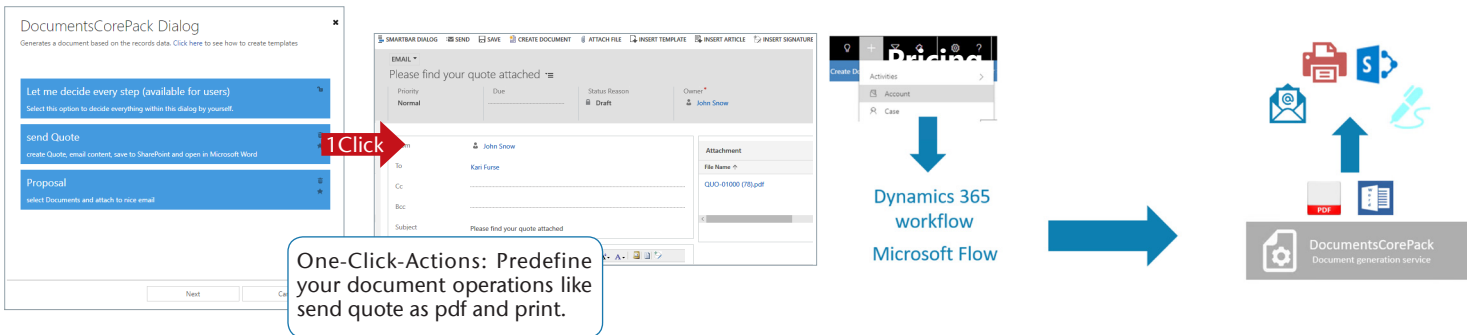 DocumentsCorePack Dialog
Generates a document based on the records data. Click here to see how to create templates
Let me decide every step (available for users)
Select this option to decide everything within this dialog by yourself.
send Quote
create Quote, email content, save to SharePoint and open in Microsoft Word
Proposal
select Documents and attach to nice email
Next
1Click
SMARTBAR DIALOG SEND SAVE CREATE DOCUMENT ATTACH FILE INSERT TEMPLATE INSERT ARTICLE INSERT SIGNATURE
EMAIL
Please find your quote attached
Priority Due Status Reason Owner*
Normal Draft John Snow
John Snow
To Kari Furse
Cc
Bcc
Subject Please find your quote attached
Attachment
File Name
QUO-01000 (78).pdf
One-Click-Actions: Predefine
your document operations like
send quote as pdf and print.
Pricing
Activities
Account
Case
Dynamics 365
workflow
Microsoft Flow
S
PDF
DocumentsCorePack
Document generation service